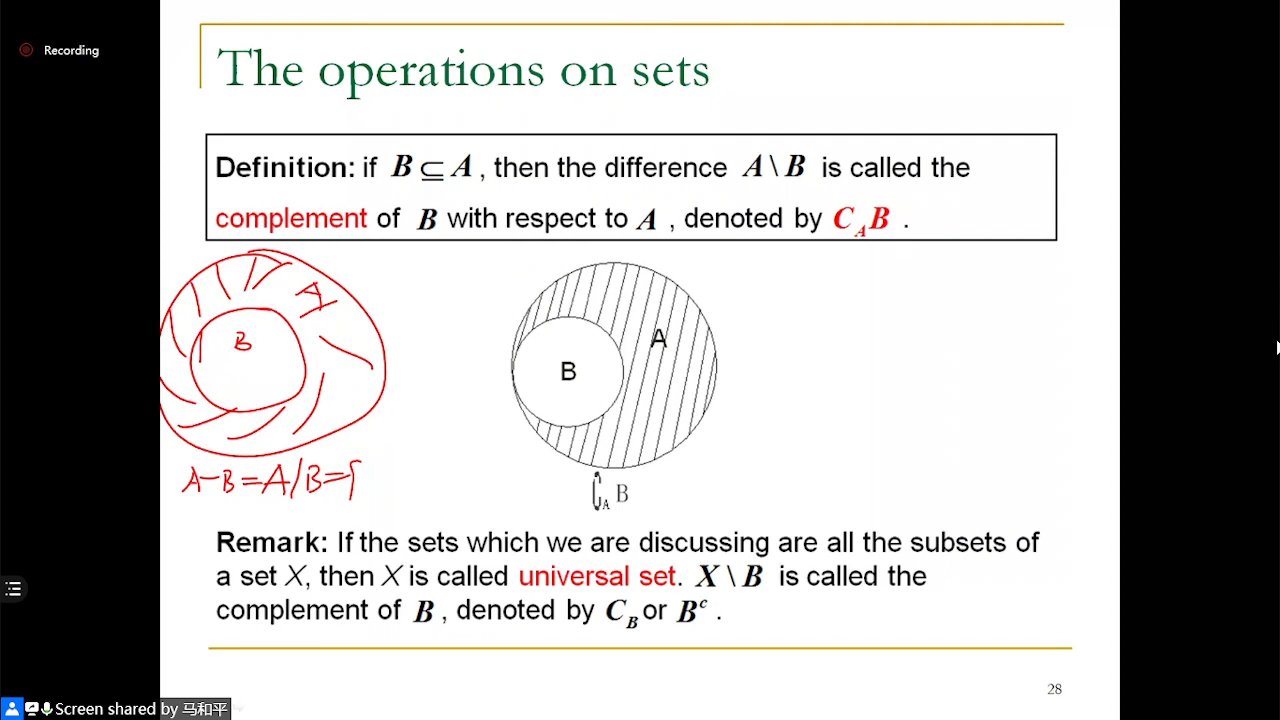 Recording
The operations on sets
Definition: if B ⊆ A , then the difference A \ B is called the
complement of B with respect to A , denoted by C_A B .
A
B
A
B
A-B=A/B=
C_A B
Remark: If the sets which we are discussing are all the subsets of
a set X, then X is called universal set. X \ B is called the
complement of B , denoted by C_B or B^c .
28
Screen shared by 马和平